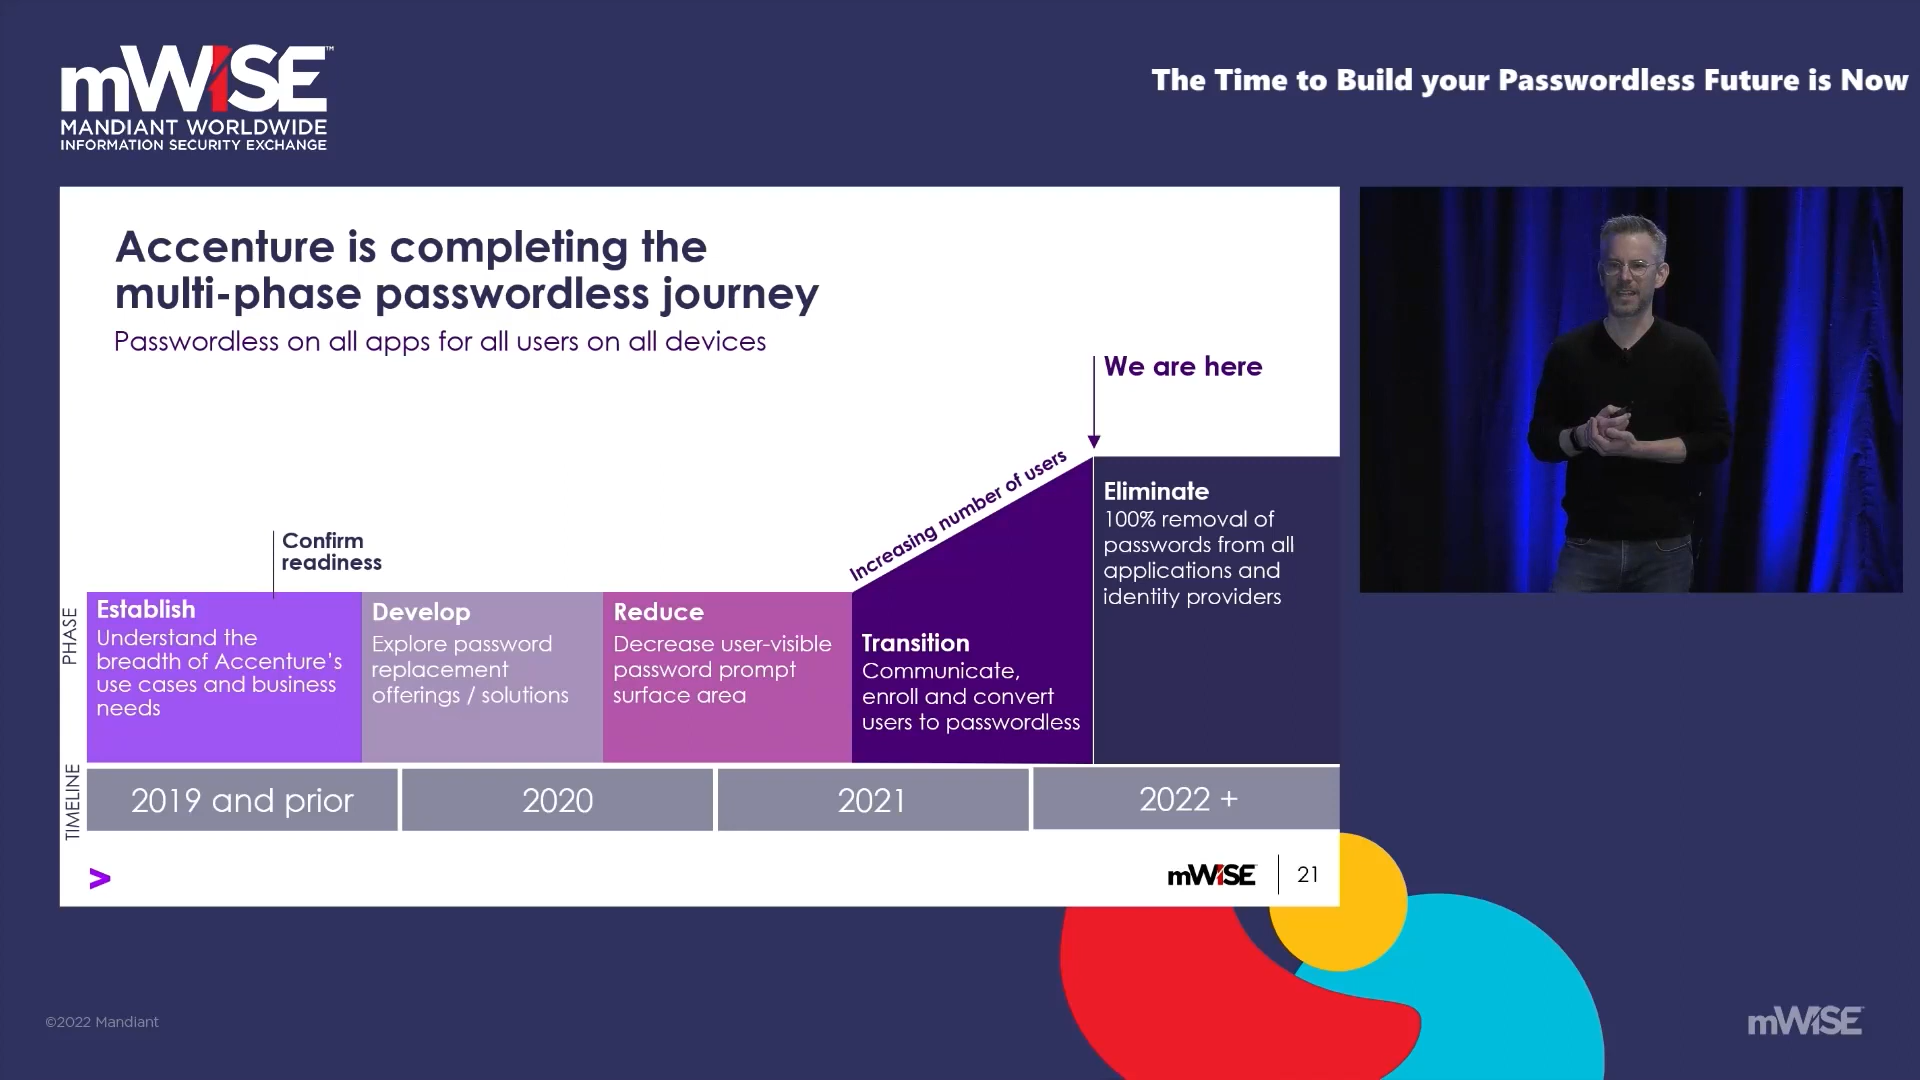 mWISE™
MANDIANT WORLDWIDE
INFORMATION SECURITY EXCHANGE
The Time to Build your Passwordless Future is Now
Accenture is completing the
multi-phase passwordless journey
Passwordless on all apps for all users on all devices
We are here
Increasing number of users
Confirm
readiness
PHASE
Establish
Understand the
breadth of Accenture's
use cases and business
needs
Develop
Explore password
replacement
offerings / solutions
Reduce
Decrease user-visible
password prompt
surface area
Transition
Communicate,
enroll and convert
users to passwordless
Eliminate
100% removal of
passwords from all
applications and
identity providers
TIMELINE
2019 and prior
2020
2021
2022 +
>
mWISE
21
©2022 Mandiant
mWISE